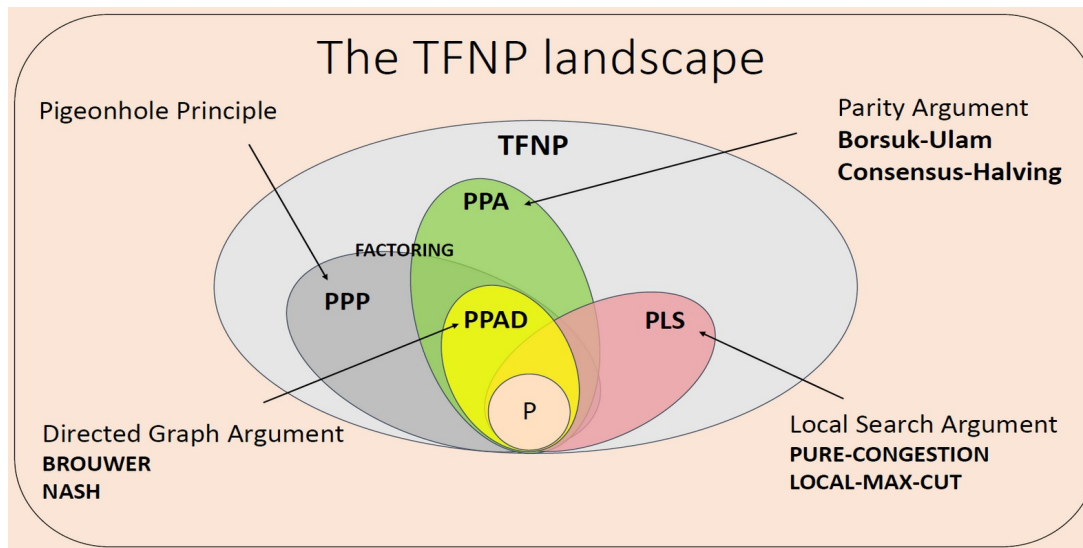 The TFNP landscape
Pigeonhole Principle
Parity Argument
Borsuk-Ulam
Consensus-Halving
TFNP
PPA
FACTORING
PPP
PPAD
PLS
P
Directed Graph Argument
BROUWER
NASH
Local Search Argument
PURE-CONGESTION
LOCAL-MAX-CUT